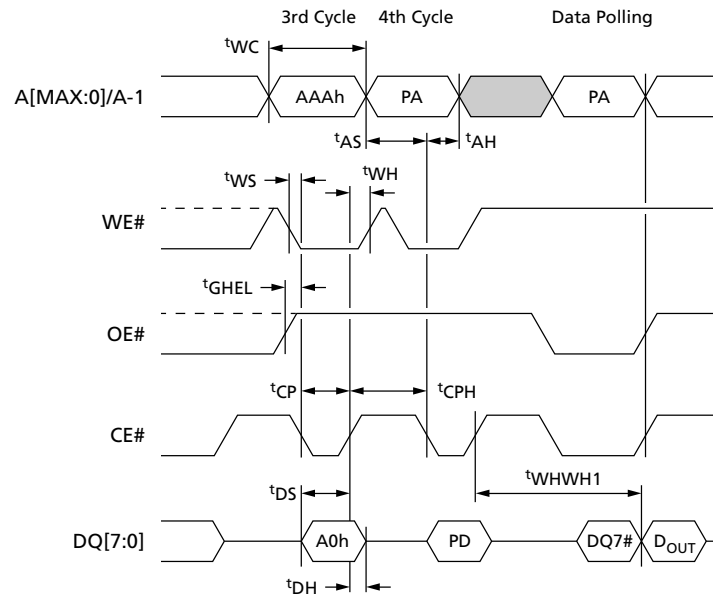 3rd Cycle 4th Cycle Data Polling
tWC
A[MAX:0]/A-1 AAAh PA PA
tAS tAH
tWS tWH
WE#
tGHEL
OE#
tCP tCPH
CE#
tWHWH1
tDS
DQ[7:0] A0h PD DQ7# DOUT
tDH